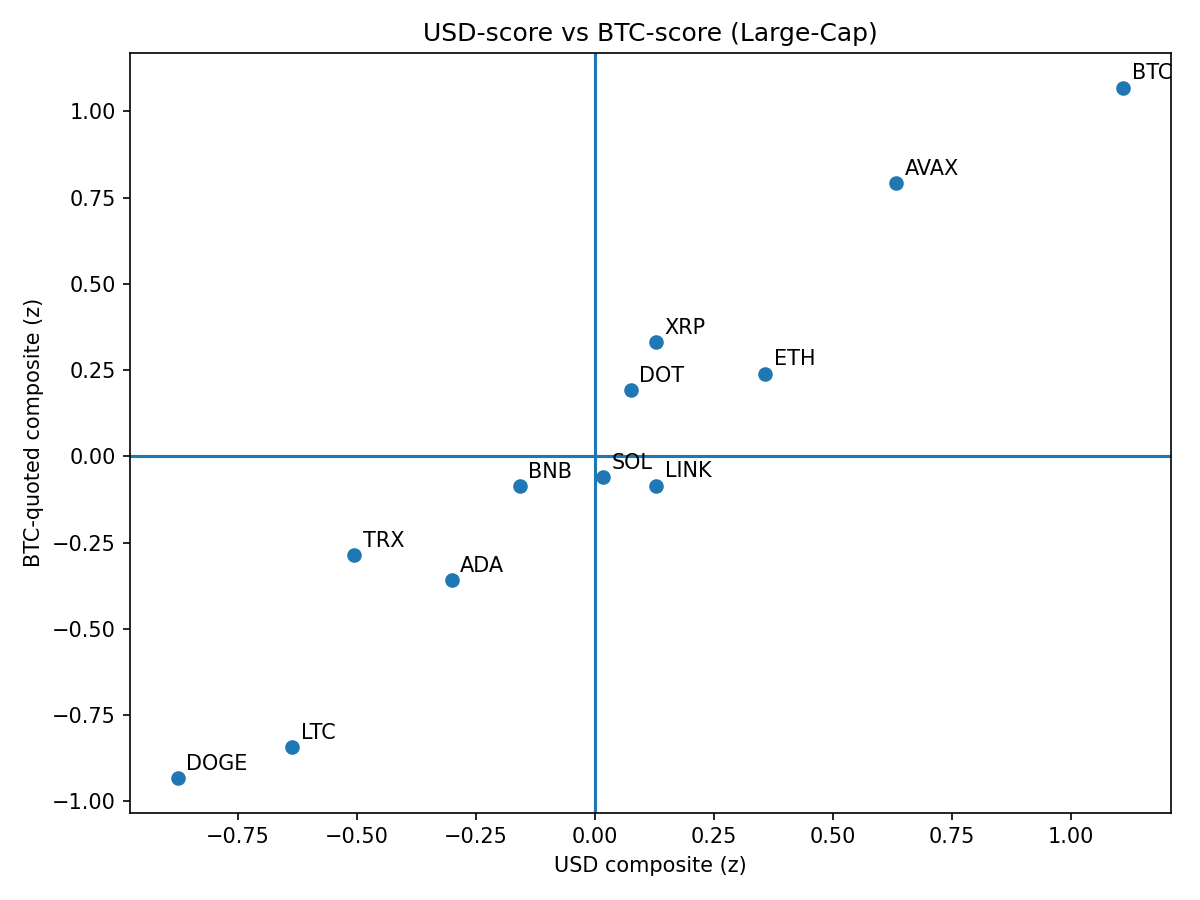 USD-score vs BTC-score (Large-Cap)
BTC
1.00
AVAX
0.75
0.50
XRP
ETH
DOT
0.25
0.00
SOL
LINK
BNB
−0.25
TRX
ADA
−0.50
−0.75
LTC
DOGE
−1.00
BTC-quoted composite (z)
−0.75 −0.50 −0.25 0.00 0.25 0.50 0.75 1.00
USD composite (z)